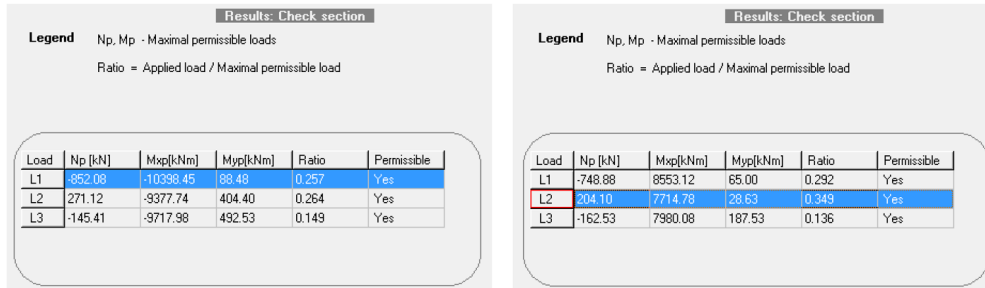 Results: Check section
Legend Np, Mp - Maximal permissible loads
Ratio = Applied load / Maximal permissible load
Load Np [kN] Mxp[kNm] Myp[kNm] Ratio Permissible
L1 -852.08 -10398.45 88.48 0.257 Yes
L2 271.12 -9377.74 404.40 0.264 Yes
L3 -145.41 -9717.98 492.53 0.149 Yes
Results: Check section
Legend Np, Mp - Maximal permissible loads
Ratio = Applied load / Maximal permissible load
Load Np [kN] Mxp[kNm] Myp[kNm] Ratio Permissible
L1 -748.88 8553.12 65.00 0.292 Yes
L2 204.10 7714.78 28.63 0.349 Yes
L3 -162.53 7980.08 187.53 0.136 Yes